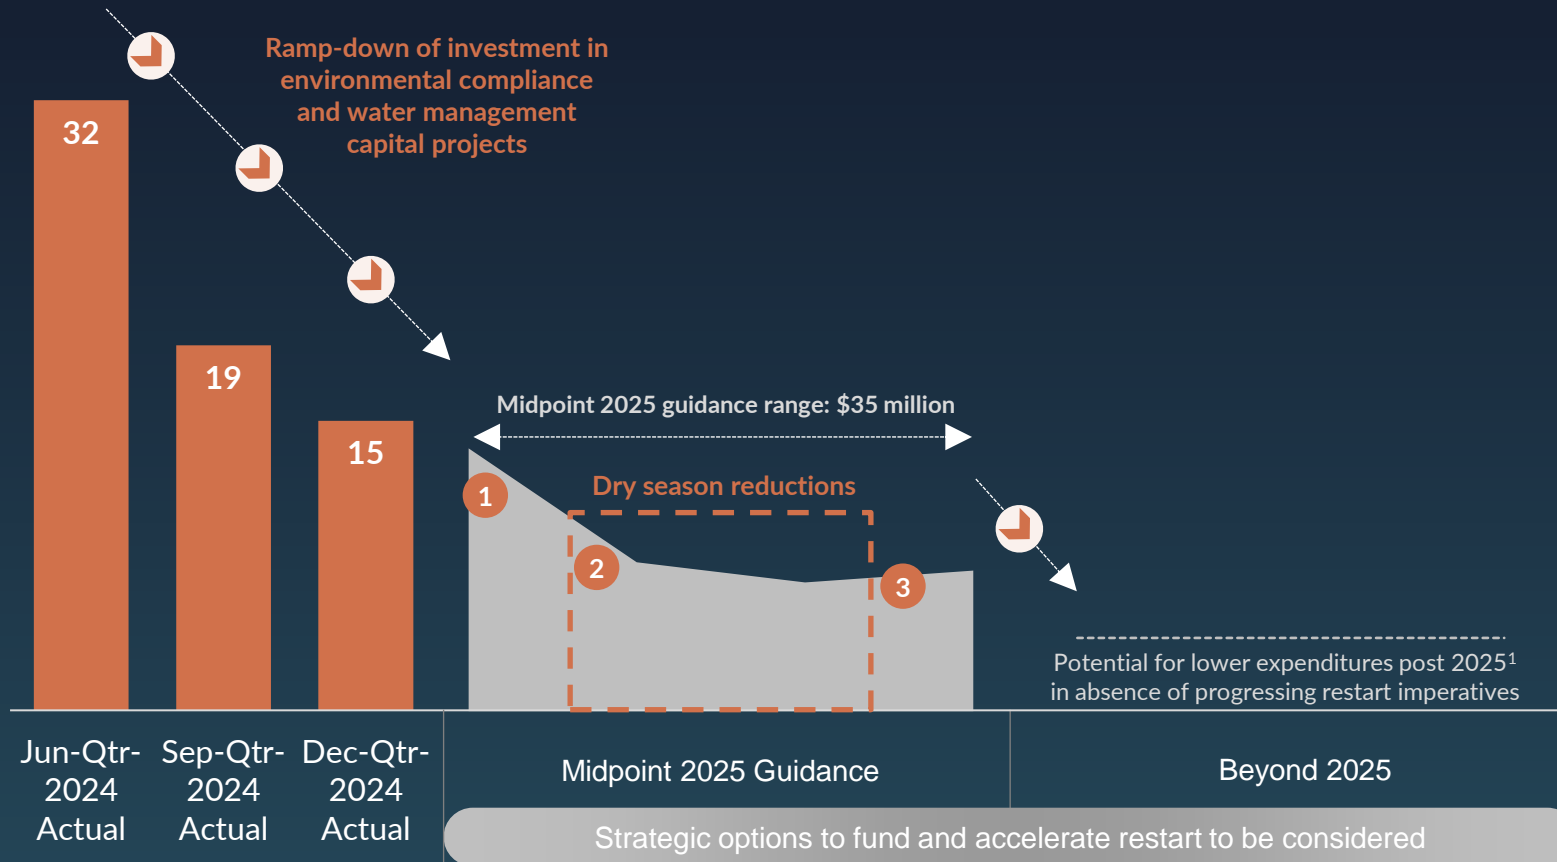 Ramp-down of investment in
environmental compliance
and water management
capital projects
32
19
15
Midpoint 2025 guidance range: $35 million
Dry season reductions
1
2
3
Potential for lower expenditures post 2025¹
in absence of progressing restart imperatives
Jun-Qtr-
2024
Actual
Sep-Qtr-
2024
Actual
Dec-Qtr-
2024
Actual
Midpoint 2025 Guidance
Beyond 2025
Strategic options to fund and accelerate restart to be considered